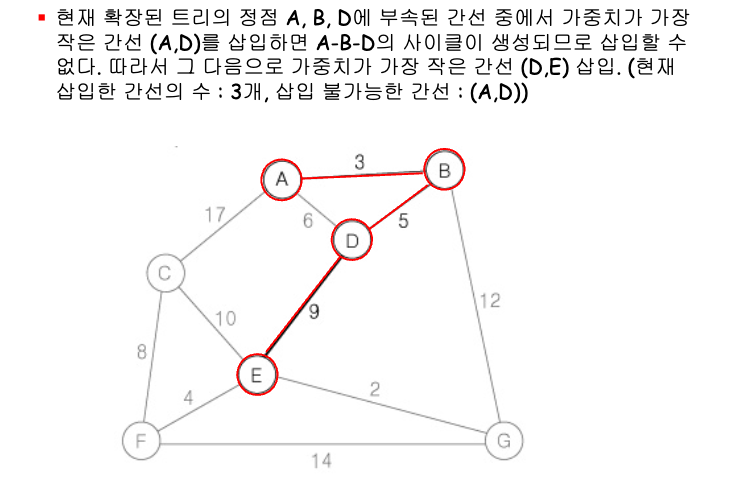 ▪ 현재 확장된 트리의 정점 A, B, D에 부속된 간선 중에서 가중치가 가장
작은 간선 (A,D)를 삽입하면 A-B-D의 사이클이 생성되므로 삽입할 수
없다. 따라서 그 다음으로 가중치가 가장 작은 간선 (D,E) 삽입. (현재
삽입한 간선의 수 : 3개, 삽입 불가능한 간선 : (A,D))
3
A
B
17
6
5
D
C
12
10
9
8
E
4
2
F
G
14